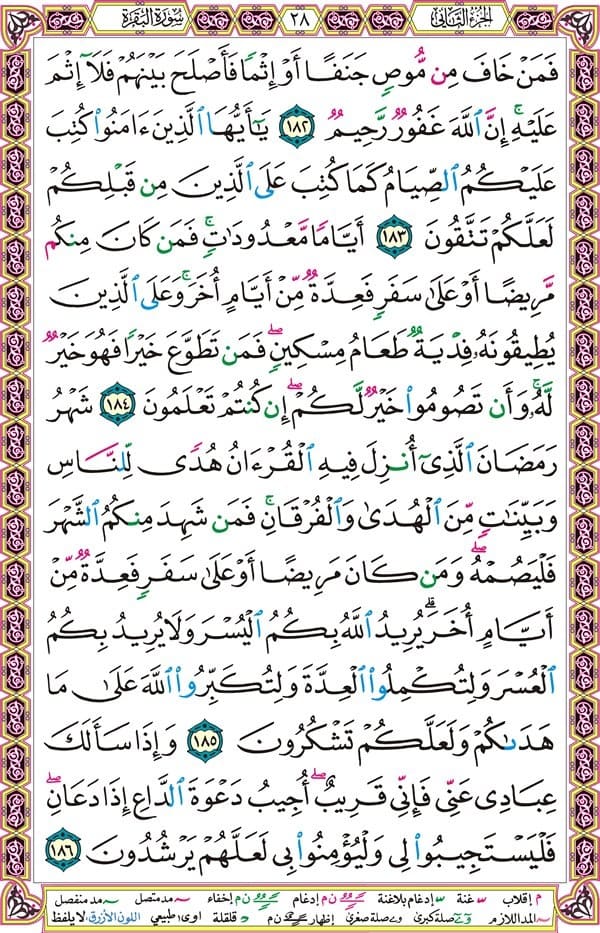 الجزء الثاني ٢٨ سورة البقرة
فَمَنْ خَافَ مِن مُّوصٍ جَنَفًا أَوْ إِثْمًا فَأَصْلَحَ بَيْنَهُمْ فَلَآ إِثْمَ
عَلَيْهِ ۚ إِنَّ ٱللَّهَ غَفُورٌ رَّحِيمٌ ١٨٢ يَـٰٓأَيُّهَا ٱلَّذِينَ ءَامَنُوا۟ كُتِبَ
عَلَيْكُمُ ٱلصِّيَامُ كَمَا كُتِبَ عَلَى ٱلَّذِينَ مِن قَبْلِكُمْ
لَعَلَّكُمْ تَتَّقُونَ ١٨٣ أَيَّامًا مَّعْدُودَٰتٍ ۚ فَمَن كَانَ مِنكُم
مَّرِيضًا أَوْ عَلَىٰ سَفَرٍ فَعِدَّةٌ مِّنْ أَيَّامٍ أُخَرَ ۚ وَعَلَى ٱلَّذِينَ
يُطِيقُونَهُۥ فِدْيَةٌ طَعَامُ مِسْكِينٍ ۖ فَمَن تَطَوَّعَ خَيْرًا فَهُوَ خَيْرٌ
لَّهُۥ ۚ وَأَن تَصُومُوا۟ خَيْرٌ لَّكُمْ ۖ إِن كُنتُمْ تَعْلَمُونَ ١٨٤ شَهْرُ
رَمَضَانَ ٱلَّذِىٓ أُنزِلَ فِيهِ ٱلْقُرْءَانُ هُدًى لِّلنَّاسِ
وَبَيِّنَـٰتٍ مِّنَ ٱلْهُدَىٰ وَٱلْفُرْقَانِ ۚ فَمَن شَهِدَ مِنكُمُ ٱلشَّهْرَ
فَلْيَصُمْهُ ۖ وَمَن كَانَ مَرِيضًا أَوْ عَلَىٰ سَفَرٍ فَعِدَّةٌ مِّنْ
أَيَّامٍ أُخَرَ ۗ يُرِيدُ ٱللَّهُ بِكُمُ ٱلْيُسْرَ وَلَا يُرِيدُ بِكُمُ
ٱلْعُسْرَ وَلِتُكْمِلُوا۟ ٱلْعِدَّةَ وَلِتُكَبِّرُوا۟ ٱللَّهَ عَلَىٰ مَا
هَدَىٰكُمْ وَلَعَلَّكُمْ تَشْكُرُونَ ١٨٥ وَإِذَا سَأَلَكَ
عِبَادِى عَنِّى فَإِنِّى قَرِيبٌ ۖ أُجِيبُ دَعْوَةَ ٱلدَّاعِ إِذَا دَعَانِ ۖ
فَلْيَسْتَجِيبُوا۟ لِى وَلْيُؤْمِنُوا۟ بِى لَعَلَّهُمْ يَرْشُدُونَ ١٨٦
م إقلاب غنة إدغام بلاغنة ن م إدغام ن م إخفاء مد متصل مد منفصل
المد اللازم صلة كبرى صلة صغرى إظهار ن م قلقلة طبيعي اللون الأزرق لا يلفظ